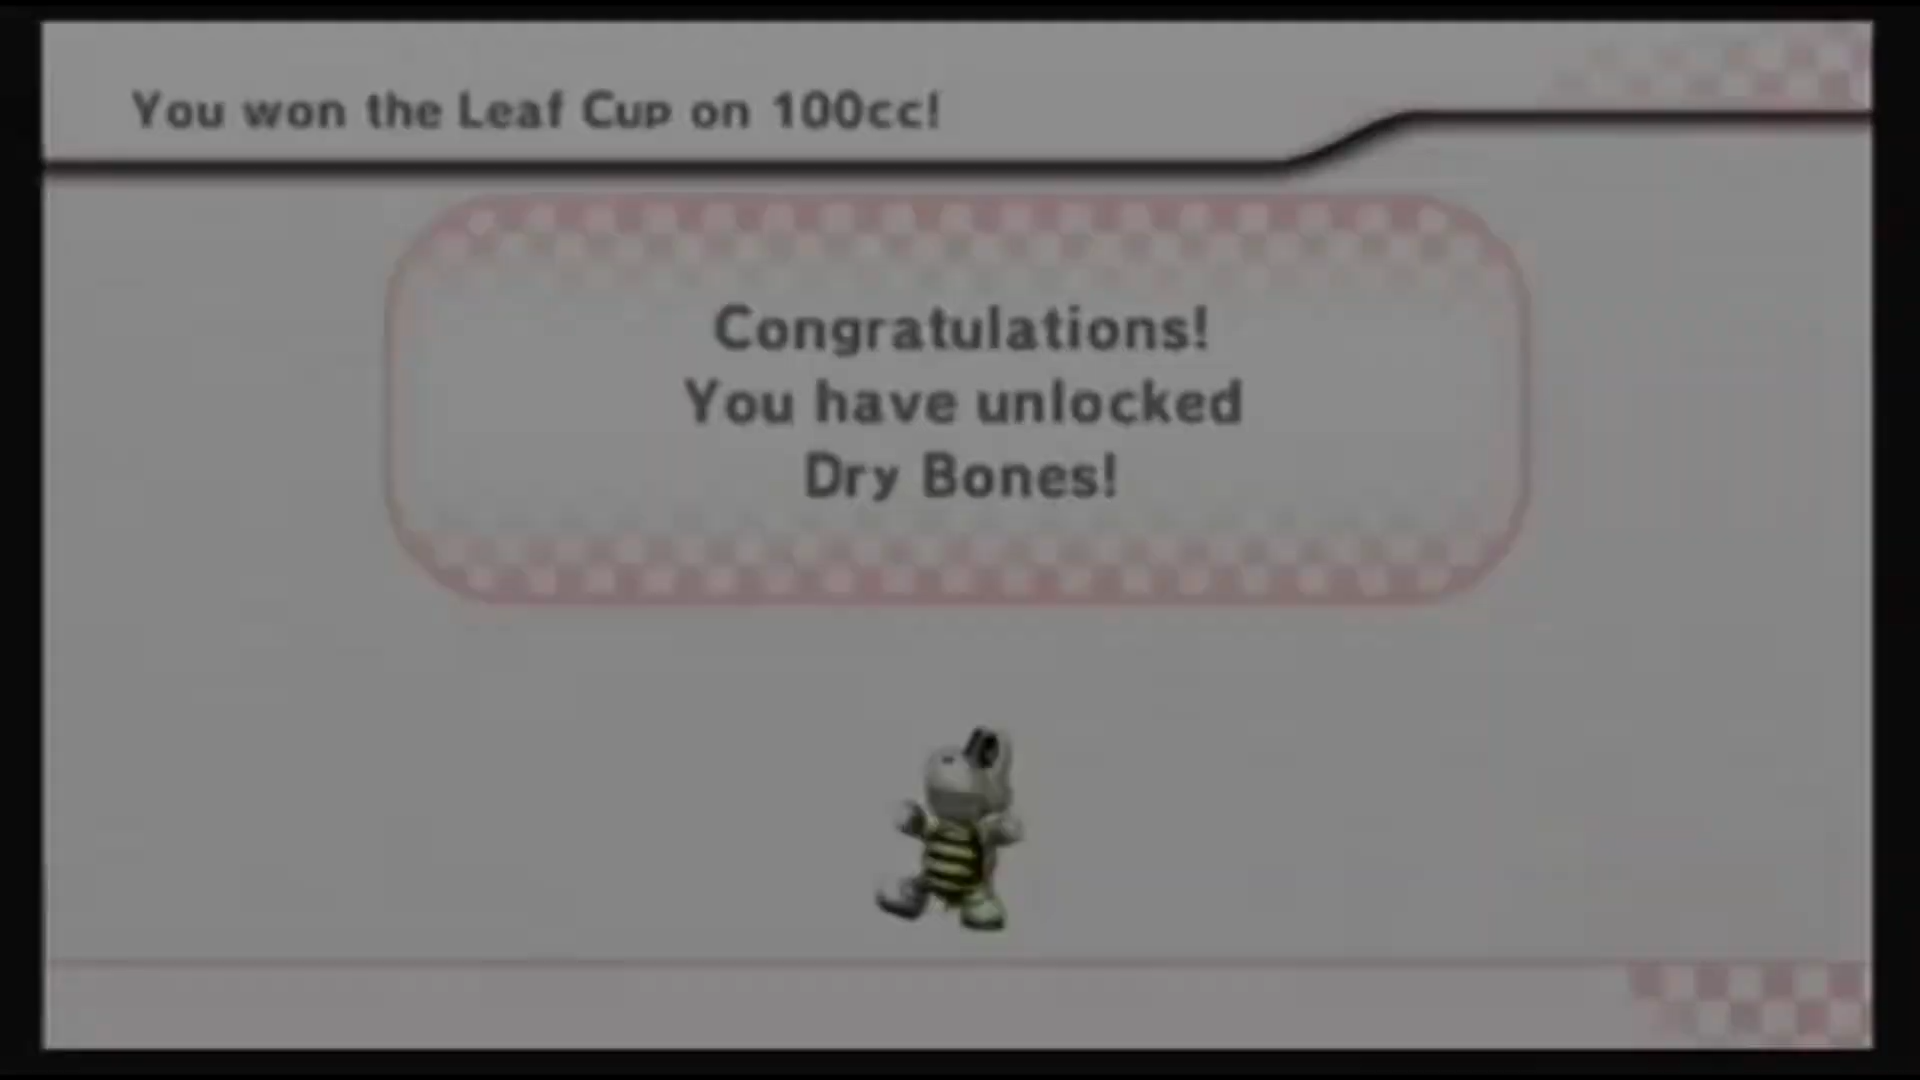 You won the Leaf Cup on 100cc!
Congratulations!
You have unlocked
Dry Bones!